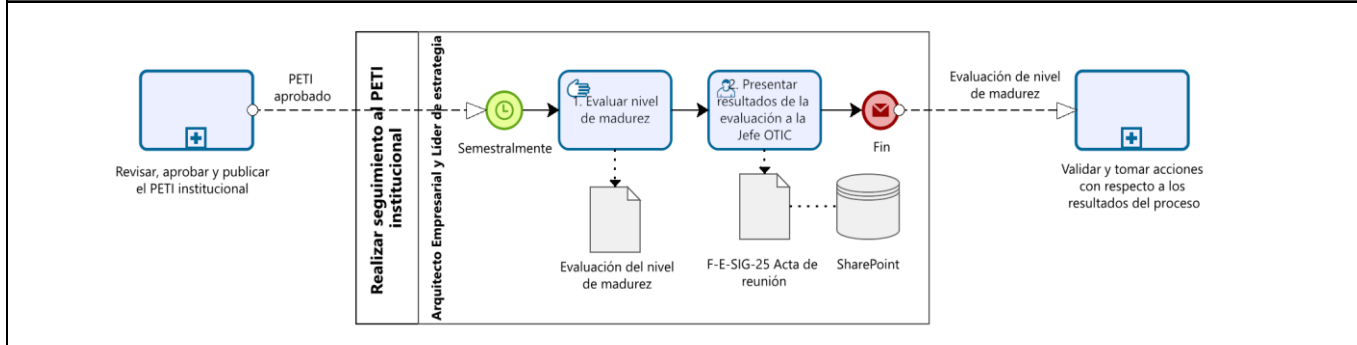 PETI
aprobado
Revisar, aprobar y publicar
el PETI institucional
Realizar seguimiento al PETI
institucional
Arquitecto Empresarial y Líder de estrategia
Semestralmente
1. Evaluar nivel
de madurez
2. Presentar
resultados de la
evaluación a la
Jefe OTIC
Fin
Evaluación del nivel
de madurez
F-E-SIG-25 Acta de
reunión
SharePoint
Evaluación de nivel
de madurez
Validar y tomar acciones
con respecto a los
resultados del proceso